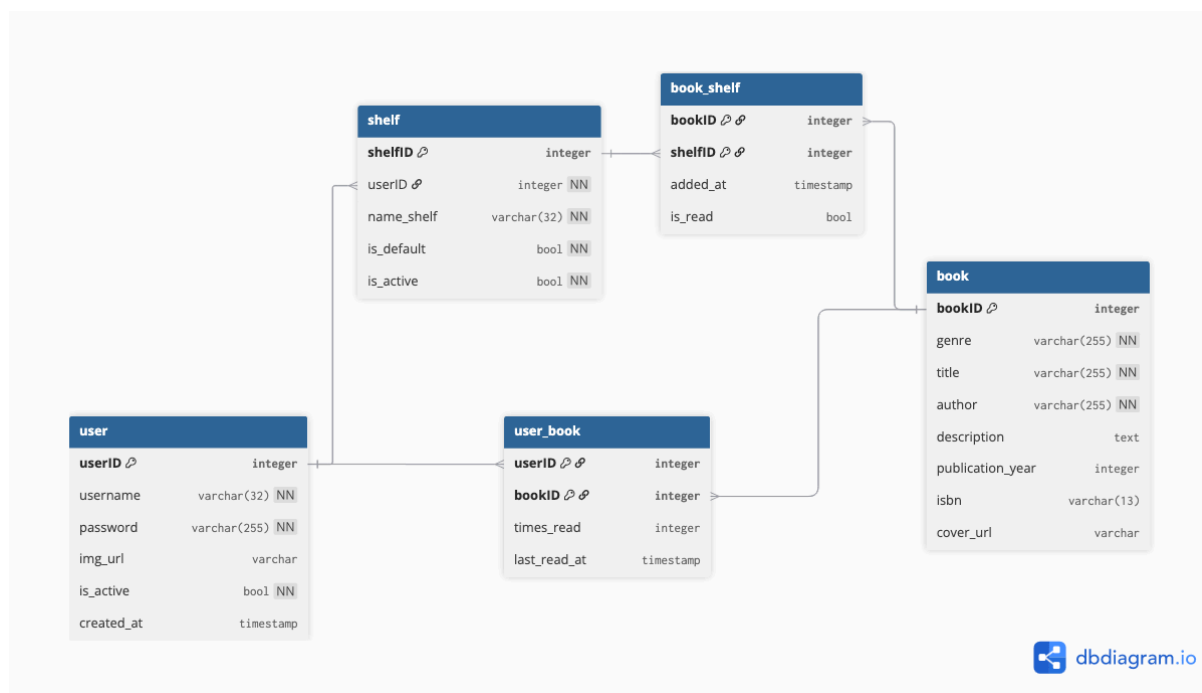 book_shelf
bookID integer
shelfID integer
added_at timestamp
is_read bool
shelf
shelfID integer
userID integer NN
name_shelf varchar(32) NN
is_default bool NN
is_active bool NN
book
bookID integer
genre varchar(255) NN
title varchar(255) NN
author varchar(255) NN
description text
publication_year integer
isbn varchar(13)
cover_url varchar
user
userID integer
username varchar(32) NN
password varchar(255) NN
img_url varchar
is_active bool NN
created_at timestamp
user_book
userID integer
bookID integer
times_read integer
last_read_at timestamp
dbdiagram.io